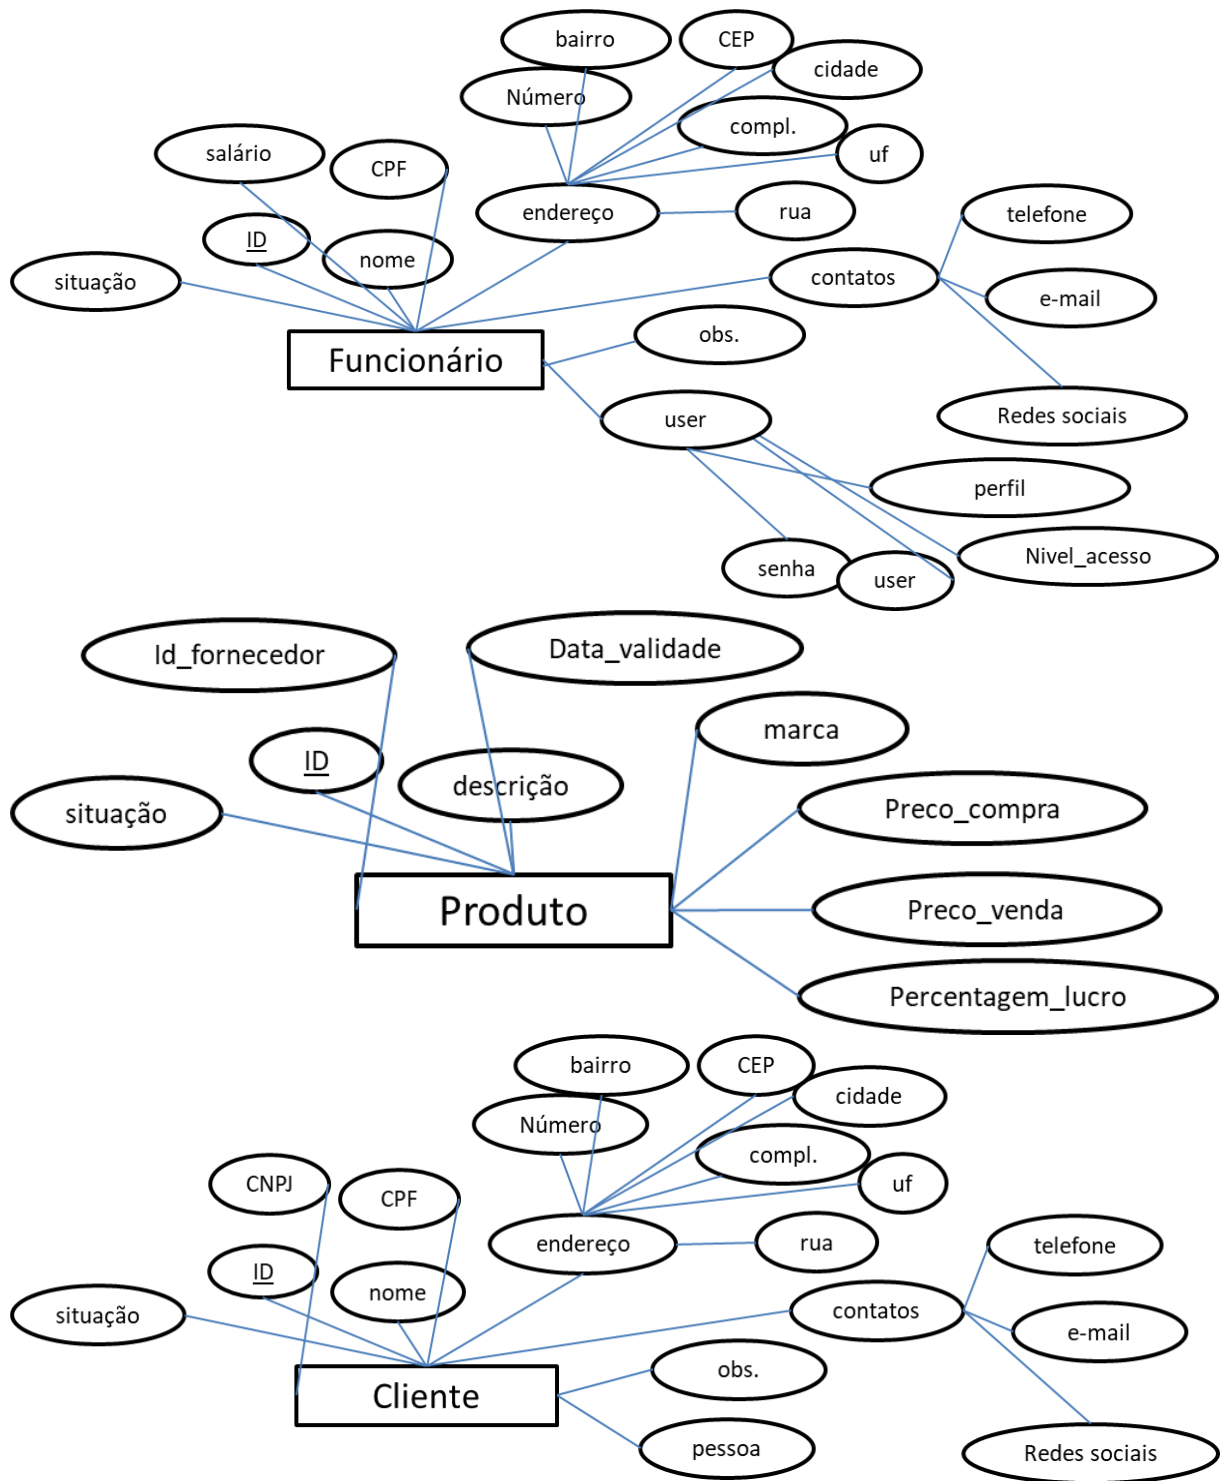 bairro
CEP
cidade
Número
compl.
uf
salário
CPF
endereço
rua
telefone
ID
nome
situação
contatos
e-mail
obs.
Funcionário
Redes sociais
user
perfil
Nivel_acesso
senha
user
Id_fornecedor
Data_validade
marca
ID
descrição
situação
Preco_compra
Produto
Preco_venda
Percentagem_lucro
bairro
CEP
cidade
Número
compl.
uf
CNPJ
CPF
endereço
rua
telefone
ID
nome
situação
contatos
e-mail
obs.
Cliente
pessoa
Redes sociais